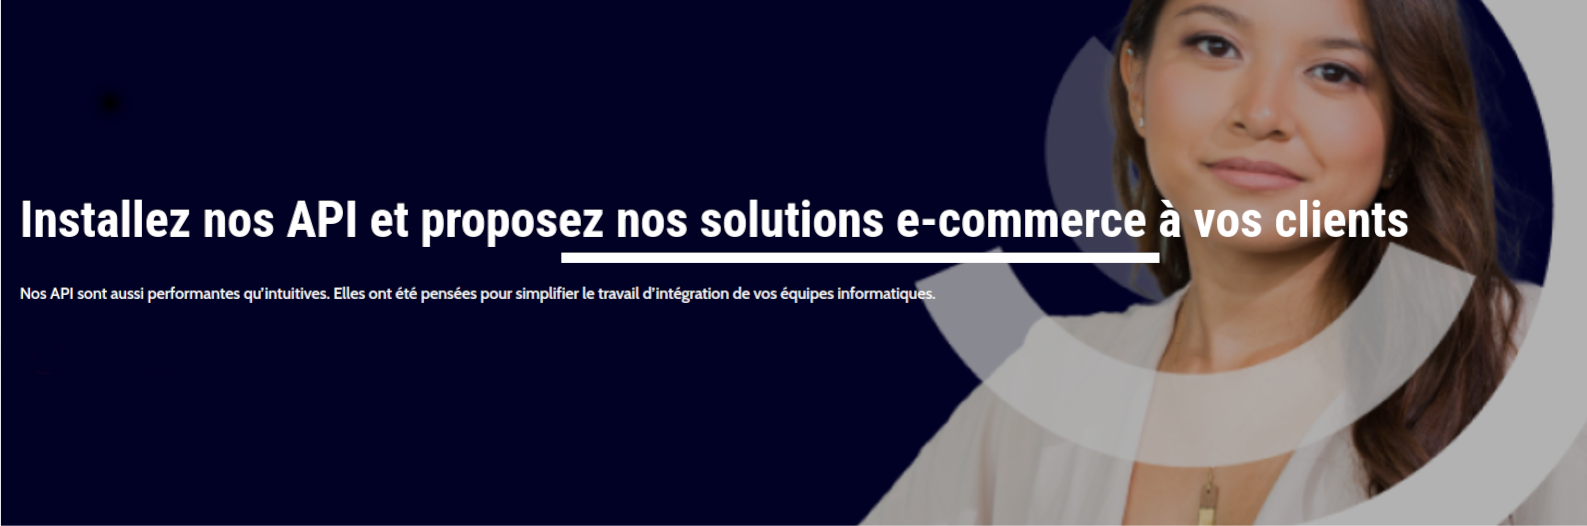 Installez nos API et proposez nos solutions e-commerce à vos clients
Nos API sont aussi performantes qu’intuitives. Elles ont été pensées pour simplifier le travail d’intégration de vos équipes informatiques.